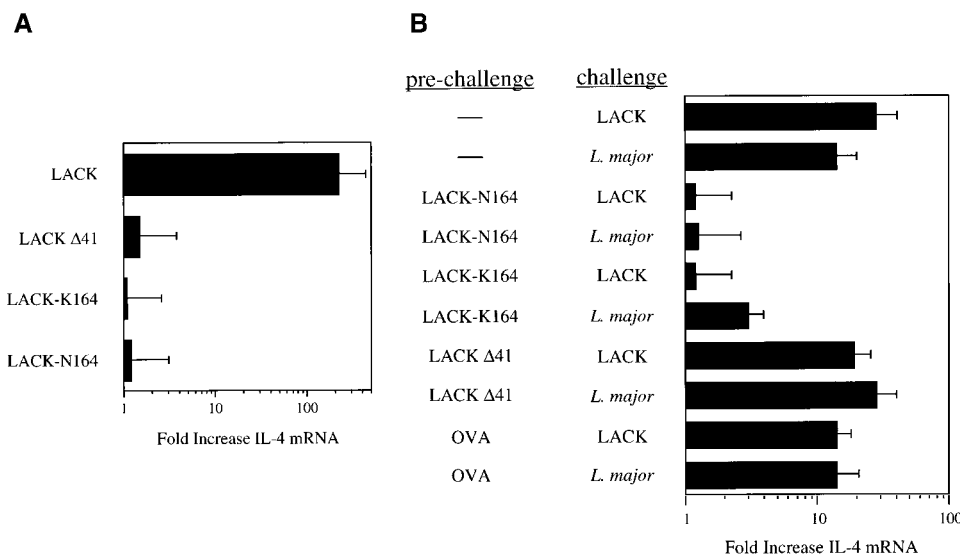 A
LACK
LACK Δ41
LACK-K164
LACK-N164
1 10 100
Fold Increase IL-4 mRNA
B
pre-challenge challenge
— LACK
— L. major
LACK-N164 LACK
LACK-N164 L. major
LACK-K164 LACK
LACK-K164 L. major
LACK Δ41 LACK
LACK Δ41 L. major
OVA LACK
OVA L. major
1 10 100
Fold Increase IL-4 mRNA